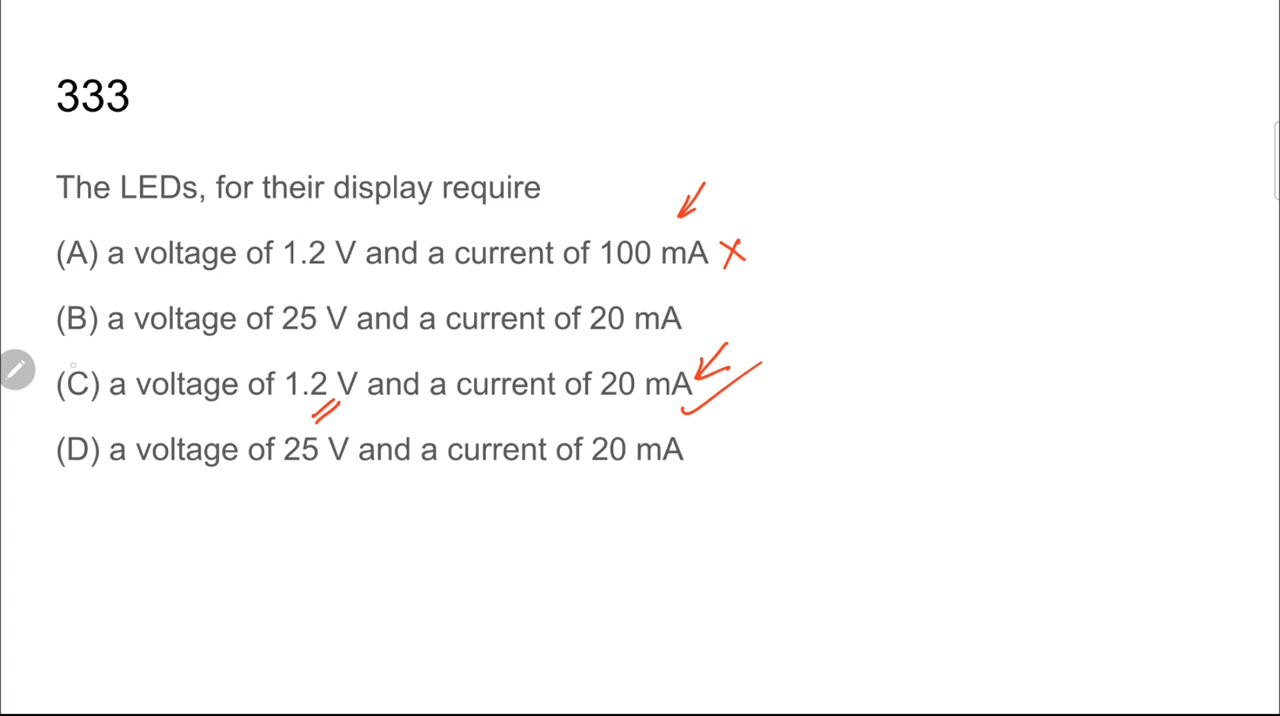 333
The LEDs, for their display require
(A) a voltage of 1.2 V and a current of 100 mA
(B) a voltage of 25 V and a current of 20 mA
(C) a voltage of 1.2 V and a current of 20 mA
(D) a voltage of 25 V and a current of 20 mA